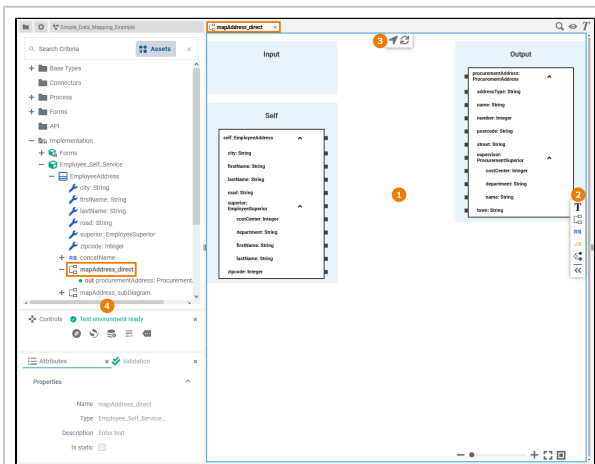 Simple_Data_Mapping_Example
Search Criteria
Assets
Base Types
Connectors
Process
Forms
API
Implementation
Forms
Employee_Self_Service
EmployeeAddress
city: String
firstName: String
lastName: String
road: String
superior: EmployeeSuperior
zipcode: Integer
RS concatName
mapAddress_direct
out procurementAddress: Procurement.
mapAddress_subDiagram
4
Controls Test environment ready
Attributes
Validation
Properties
Name mapAddress_direct
Type Employee_Self_Service...
Description Enter text
Is static
mapAddress_direct
T
3
Input
Self
self: EmployeeAddress
city: String
firstName: String
lastName: String
road: String
superior:
EmployeeSuperior
costCenter: Integer
department: String
firstName: String
lastName: String
zipcode: Integer
1
Output
procurementAddress:
ProcurementAddress
addressType: String
name: String
number: Integer
postcode: String
street: String
supervisor:
ProcurementSuperior
costCenter: Integer
department: String
name: String
town: String
2
T
RS
JS